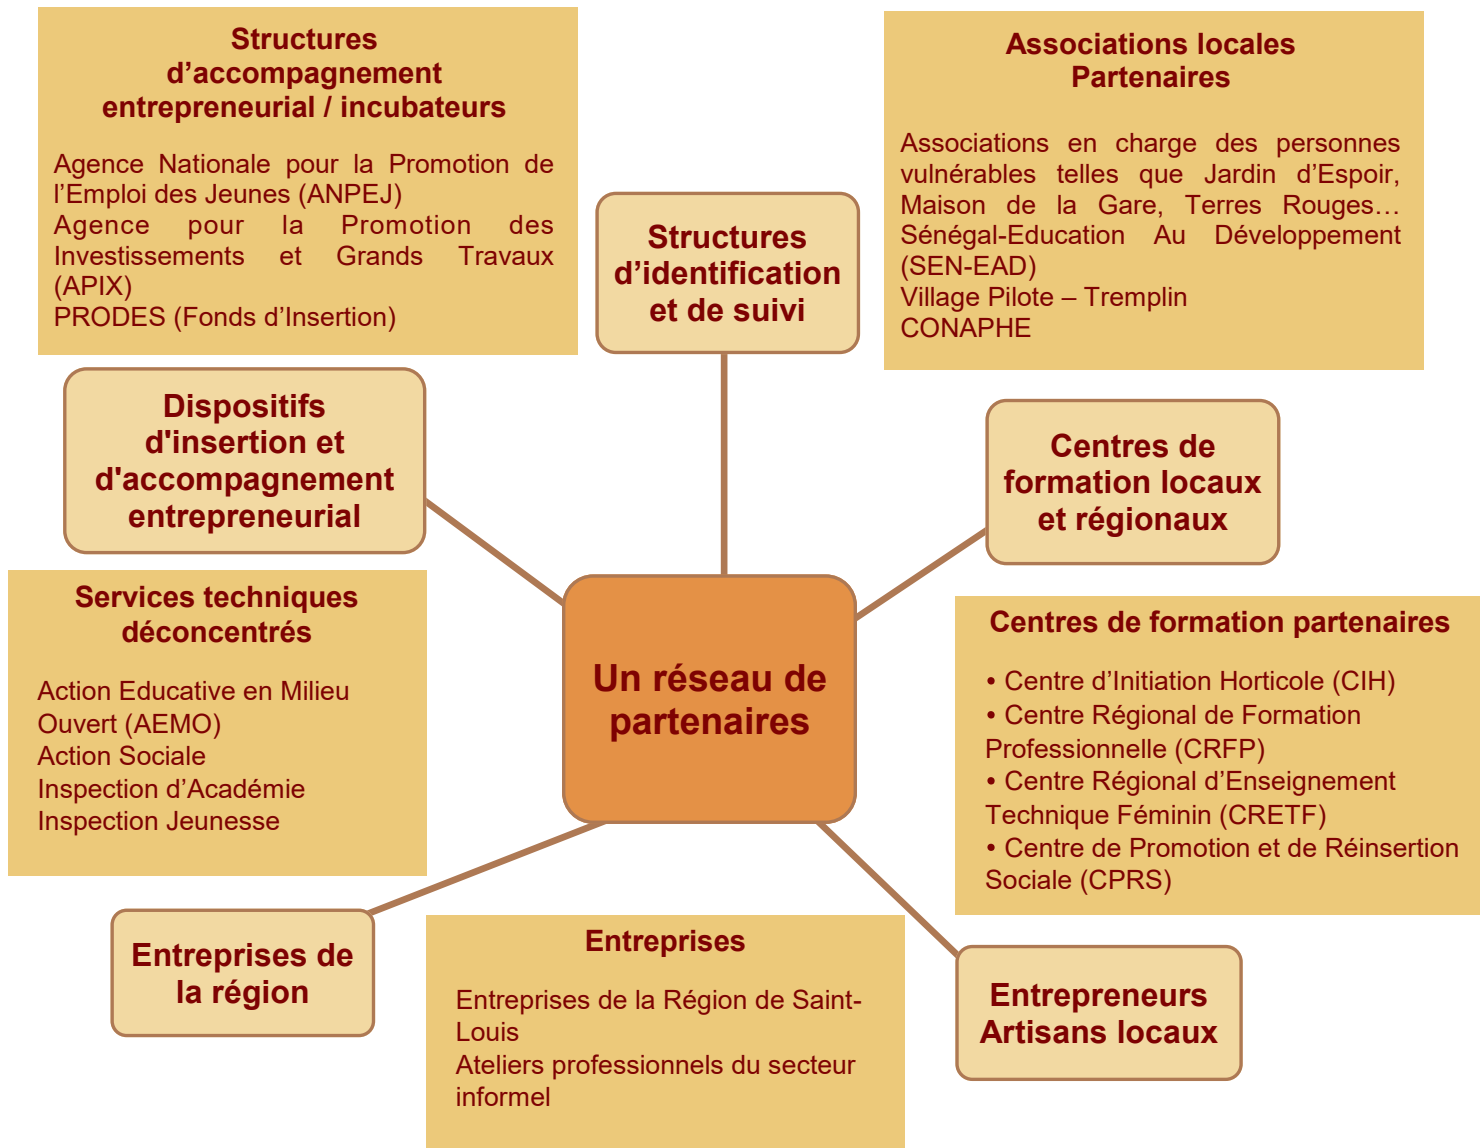 Structures
d’accompagnement
entrepreneurial / incubateurs
Agence Nationale pour la Promotion de
l’Emploi des Jeunes (ANPEJ)
Agence pour la Promotion des
Investissements et Grands Travaux
(APIX)
PRODES (Fonds d’Insertion)
Structures
d’identification
et de suivi
Associations locales
Partenaires
Associations en charge des personnes
vulnérables telles que Jardin d’Espoir,
Maison de la Gare, Terres Rouges…
Sénégal-Education Au Développement
(SEN-EAD)
Village Pilote – Tremplin
CONAPHE
Dispositifs
d'insertion et
d'accompagnement
entrepreneurial
Centres de
formation locaux
et régionaux
Services techniques
déconcentrés
Action Educative en Milieu
Ouvert (AEMO)
Action Sociale
Inspection d’Académie
Inspection Jeunesse
Un réseau de
partenaires
Centres de formation partenaires
• Centre d’Initiation Horticole (CIH)
• Centre Régional de Formation
Professionnelle (CRFP)
• Centre Régional d’Enseignement
Technique Féminin (CRETF)
• Centre de Promotion et de Réinsertion
Sociale (CPRS)
Entreprises de
la région
Entreprises
Entreprises de la Région de Saint-
Louis
Ateliers professionnels du secteur
informel
Entrepreneurs
Artisans locaux